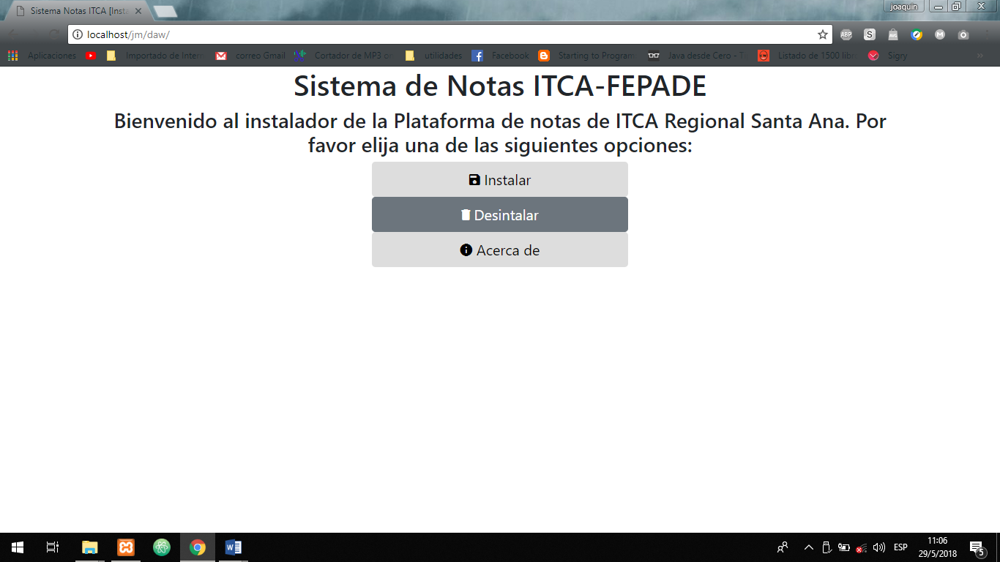 Sistema Notas ITCA [Insta
joaquin
localhost/jm/daw/
ABP
S
AVG
M
Aplicaciones
Importado de Intern
correo Gmail
Cortador de MP3 on
utilidades
Facebook
Starting to Program
Java desde Cero - T
Listado de 1500 libr
Sigry
»
Sistema de Notas ITCA-FEPADE
Bienvenido al instalador de la Plataforma de notas de ITCA Regional Santa Ana. Por
favor elija una de las siguientes opciones:
Instalar
Desintalar
Acerca de
ESP
11:06
29/5/2018
5